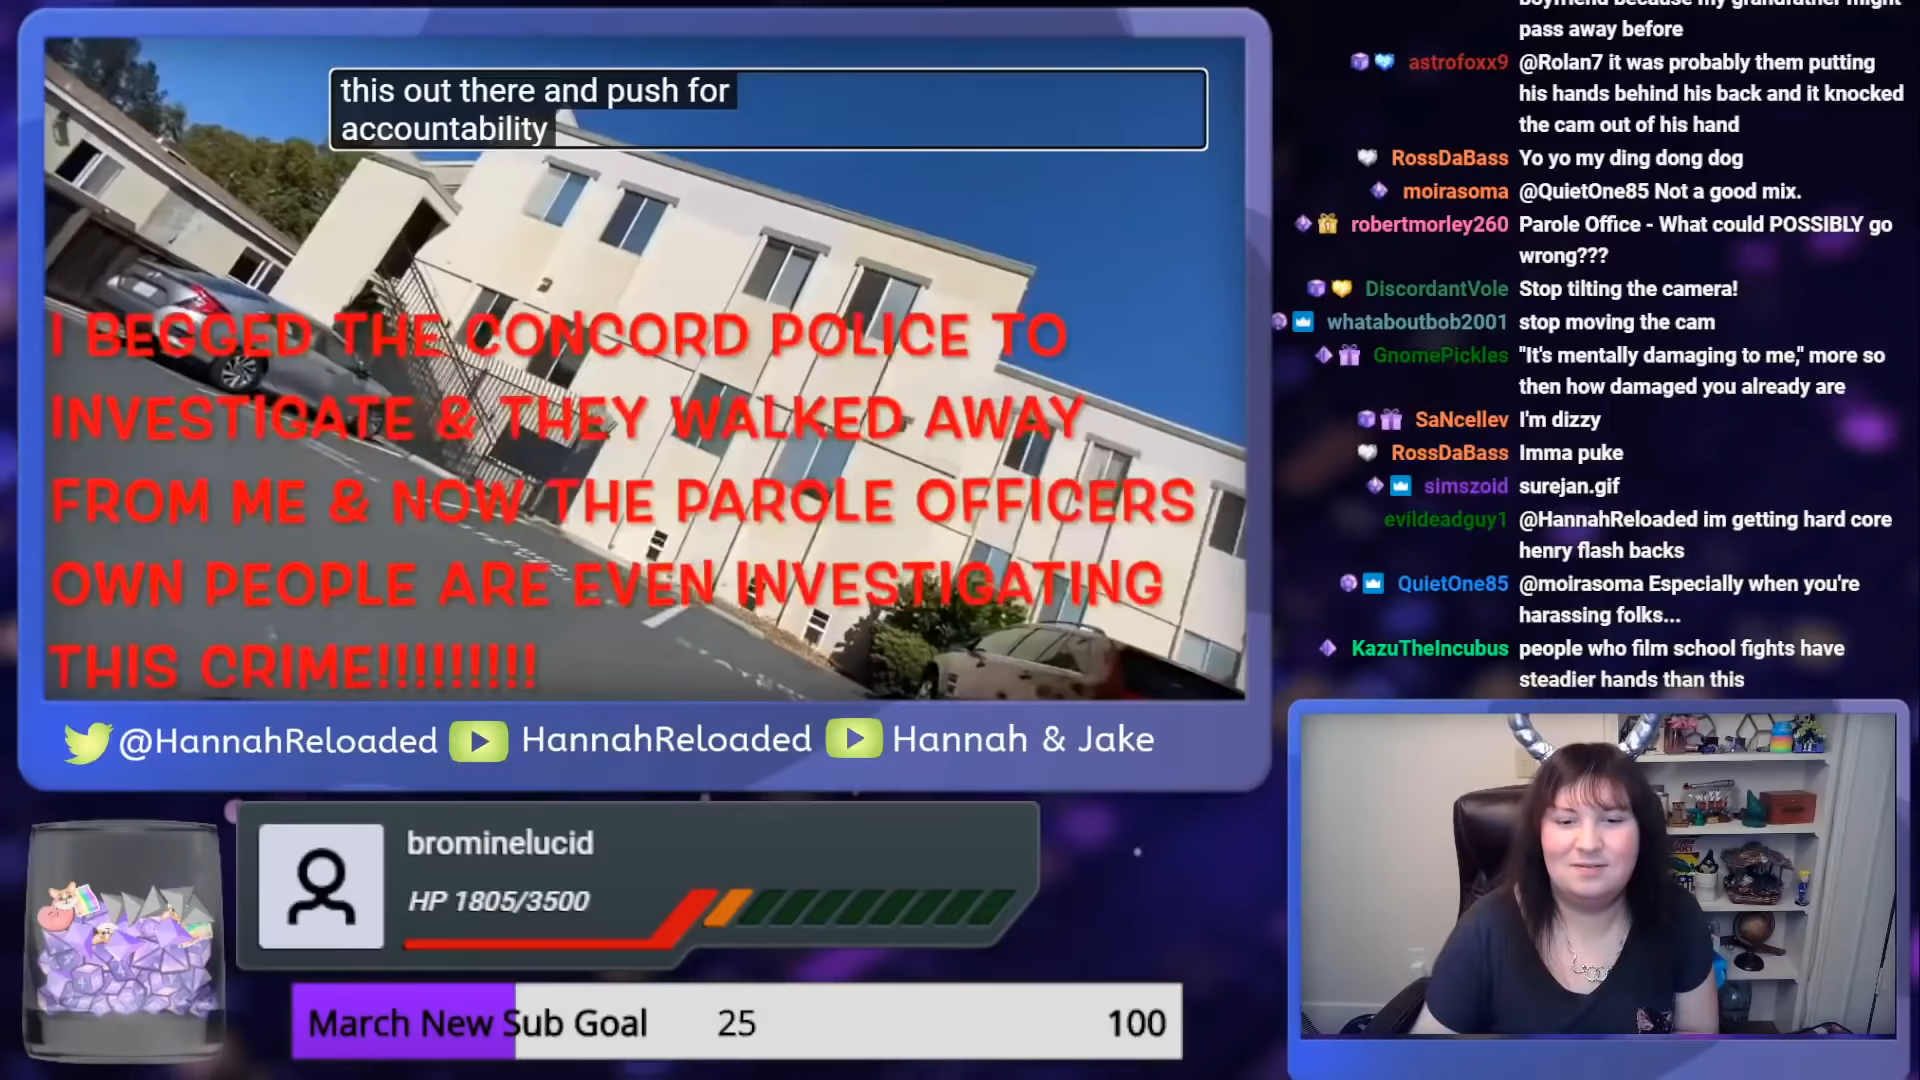 this out there and push for
accountability
I BEGGED THE CONCORD POLICE TO
INVESTIGATE & THEY WALKED AWAY
FROM ME & NOW THE PAROLE OFFICERS
OWN PEOPLE ARE EVEN INVESTIGATING
THIS CRIME!!!!!!!!!
@HannahReloaded HannahReloaded Hannah & Jake
brominelucid
HP 1805/3500
March New Sub Goal 25 100
boyfriend because my grandfather might
pass away before
astrofoxx9 @Rolan7 it was probably them putting
his hands behind his back and it knocked
the cam out of his hand
RossDaBass Yo yo my ding dong dog
moirasoma @QuietOne85 Not a good mix.
robertmorley260 Parole Office - What could POSSIBLY go
wrong???
DiscordantVole Stop tilting the camera!
whataboutbob2001 stop moving the cam
GnomePickles "It's mentally damaging to me," more so
then how damaged you already are
SaNcellev I'm dizzy
RossDaBass Imma puke
simszoid surejan.gif
evildeadguy1 @HannahReloaded im getting hard core
henry flash backs
QuietOne85 @moirasoma Especially when you're
harassing folks...
KazuTheIncubus people who film school fights have
steadier hands than this